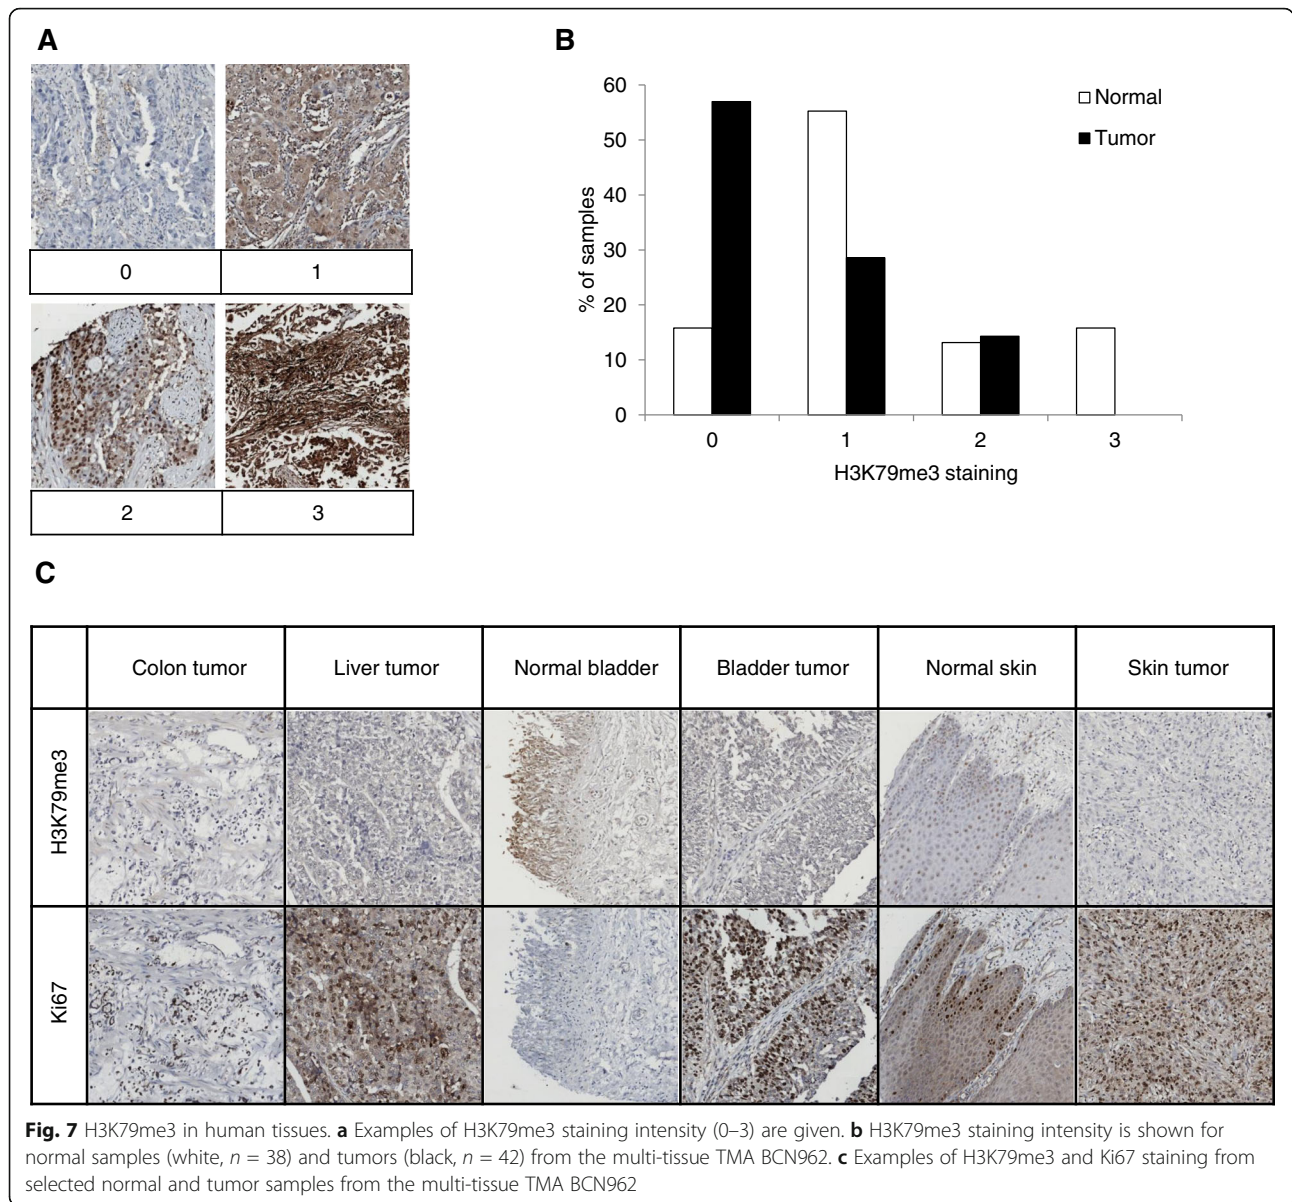 A
0 1
2 3
B
60
50
40
30
20
10
0
% of samples
Normal
Tumor
0 1 2 3
H3K79me3 staining
C
Colon tumor Liver tumor Normal bladder Bladder tumor Normal skin Skin tumor
H3K79me3
Ki67
Fig. 7 H3K79me3 in human tissues. a Examples of H3K79me3 staining intensity (0–3) are given. b H3K79me3 staining intensity is shown for
normal samples (white, n = 38) and tumors (black, n = 42) from the multi-tissue TMA BCN962. c Examples of H3K79me3 and Ki67 staining from
selected normal and tumor samples from the multi-tissue TMA BCN962